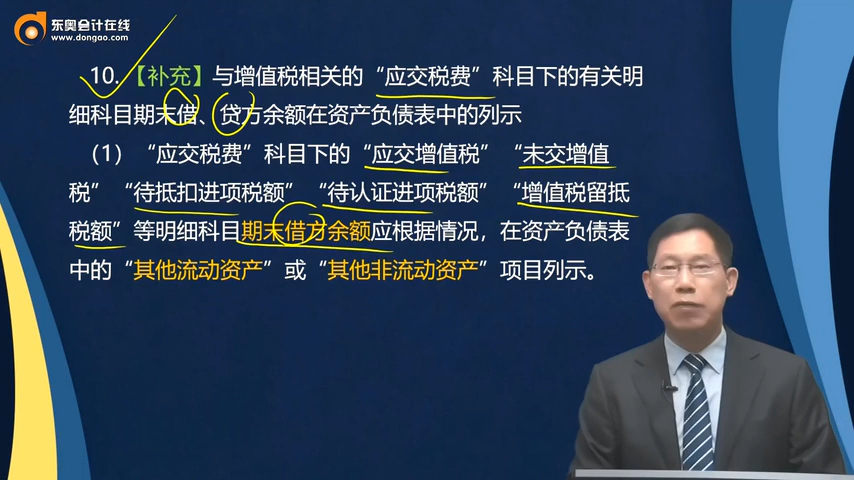 东奥会计在线
www.dongao.com
10.【补充】与增值税相关的“应交税费”科目下的有关明
细科目期末借、贷方余额在资产负债表中的列示
（1）“应交税费”科目下的“应交增值税”“未交增值
税”“待抵扣进项税额”“待认证进项税额”“增值税留抵
税额”等明细科目期末借方余额应根据情况，在资产负债表
中的“其他流动资产”或“其他非流动资产”项目列示。